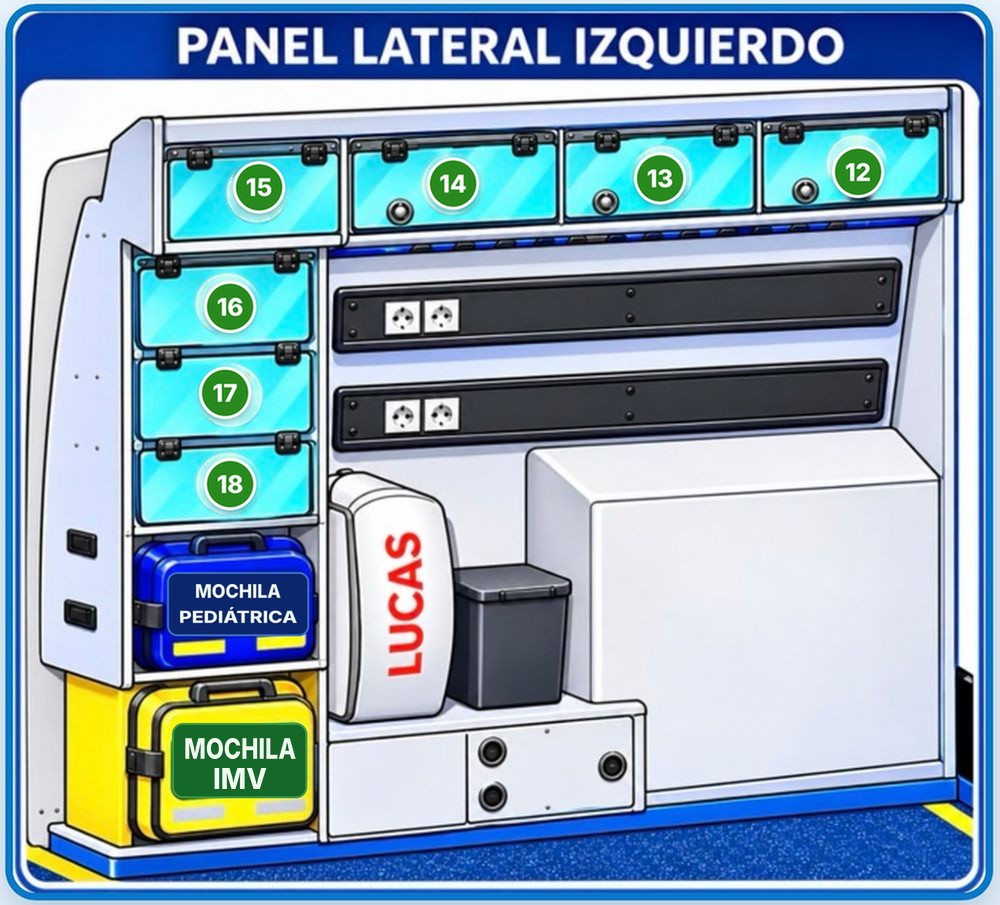 PANEL LATERAL IZQUIERDO
15
14
13
12
16
17
18
MOCHILA
PEDIÁTRICA
LUCAS
MOCHILA
IMV